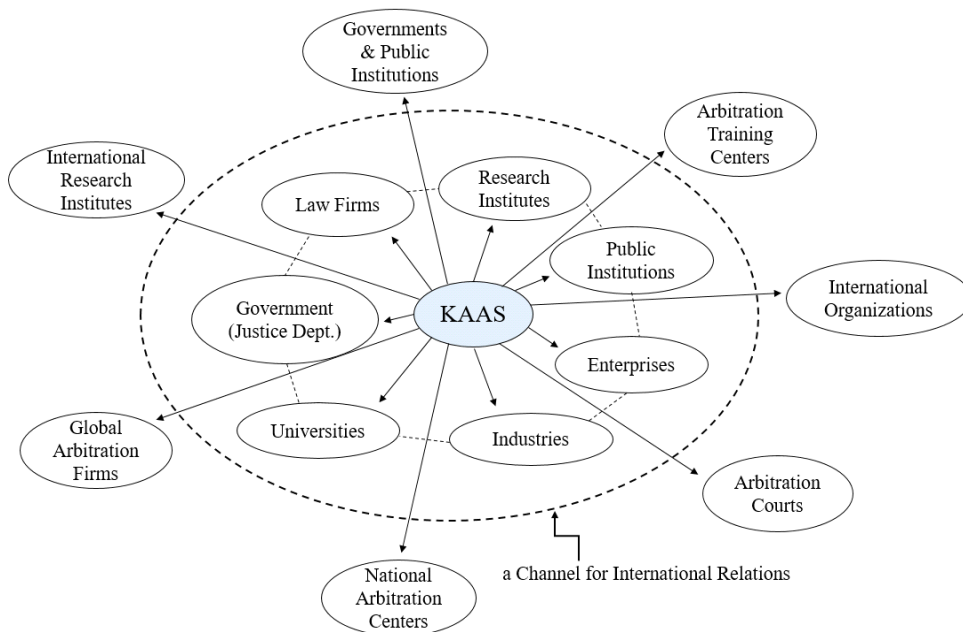 Governments
& Public
Institutions
Arbitration
Training
Centers
International
Research
Institutes
Research
Institutes
Law Firms
Public
Institutions
International
Organizations
Government
(Justice Dept.)
KAAS
Enterprises
Universities
Industries
Global
Arbitration
Firms
Arbitration
Courts
a Channel for International Relations
National
Arbitration
Centers